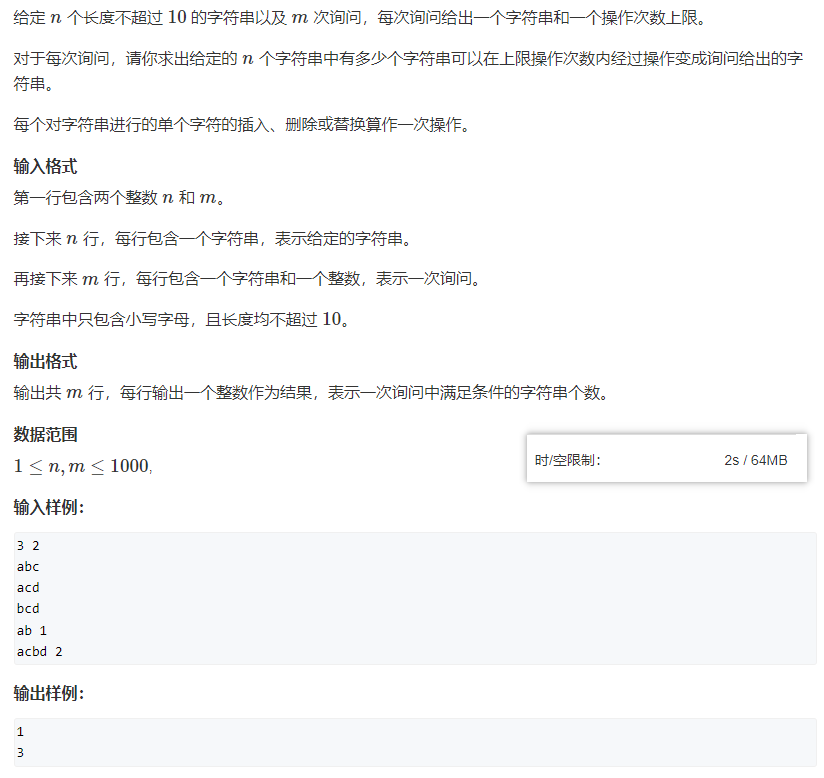 给定 n 个长度不超过 10 的字符串以及 m 次询问，每次询问给出一个字符串和一个操作次数上限。
对于每次询问，请你求出给定的 n 个字符串中有多少个字符串可以在上限操作次数内经过操作变成询问给出的字
符串。
每个对字符串进行的单个字符的插入、删除或替换算作一次操作。
输入格式
第一行包含两个整数 n 和 m。
接下来 n 行，每行包含一个字符串，表示给定的字符串。
再接下来 m 行，每行包含一个字符串和一个整数，表示一次询问。
字符串中只包含小写字母，且长度均不超过 10。
输出格式
输出共 m 行，每行输出一个整数作为结果，表示一次询问中满足条件的字符串个数。
数据范围
1 ≤ n, m ≤ 1000,
时/空限制： 2s / 64MB
输入样例：
3 2
abc
acd
bcd
ab 1
acbd 2
输出样例：
1
3